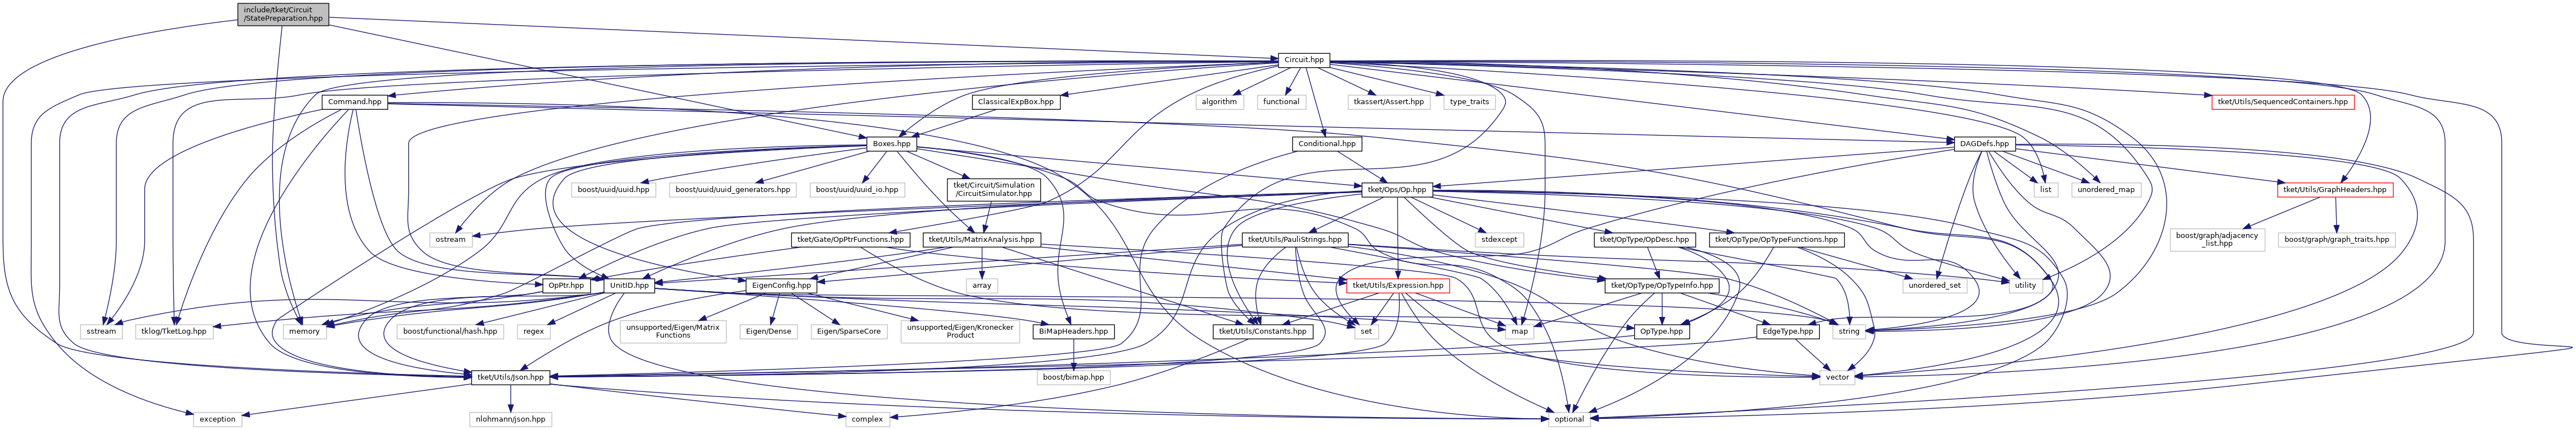 include/tket/Circuit
/StatePreparation.hpp
Circuit.hpp
Command.hpp
ClassicalExpBox.hpp
algorithm
functional
tkassert/Assert.hpp
type_traits
tket/Utils/SequencedContainers.hpp
Boxes.hpp
Conditional.hpp
DAGDefs.hpp
boost/uuid/uuid.hpp
boost/uuid/uuid_generators.hpp
boost/uuid/uuid_io.hpp
tket/Circuit/Simulation
/CircuitSimulator.hpp
tket/Ops/Op.hpp
list
unordered_map
tket/Utils/GraphHeaders.hpp
ostream
tket/Gate/OpPtrFunctions.hpp
tket/Utils/MatrixAnalysis.hpp
tket/Utils/PauliStrings.hpp
stdexcept
tket/OpType/OpDesc.hpp
tket/OpType/OpTypeFunctions.hpp
boost/graph/adjacency
_list.hpp
boost/graph/graph_traits.hpp
OpPtr.hpp
UnitID.hpp
EigenConfig.hpp
array
tket/Utils/Expression.hpp
tket/OpType/OpTypeInfo.hpp
unordered_set
utility
sstream
tklog/TketLog.hpp
memory
boost/functional/hash.hpp
regex
unsupported/Eigen/Matrix
Functions
Eigen/Dense
Eigen/SparseCore
unsupported/Eigen/Kronecker
Product
BiMapHeaders.hpp
tket/Utils/Constants.hpp
set
map
OpType.hpp
EdgeType.hpp
string
tket/Utils/Json.hpp
boost/bimap.hpp
vector
exception
nlohmann/json.hpp
complex
optional